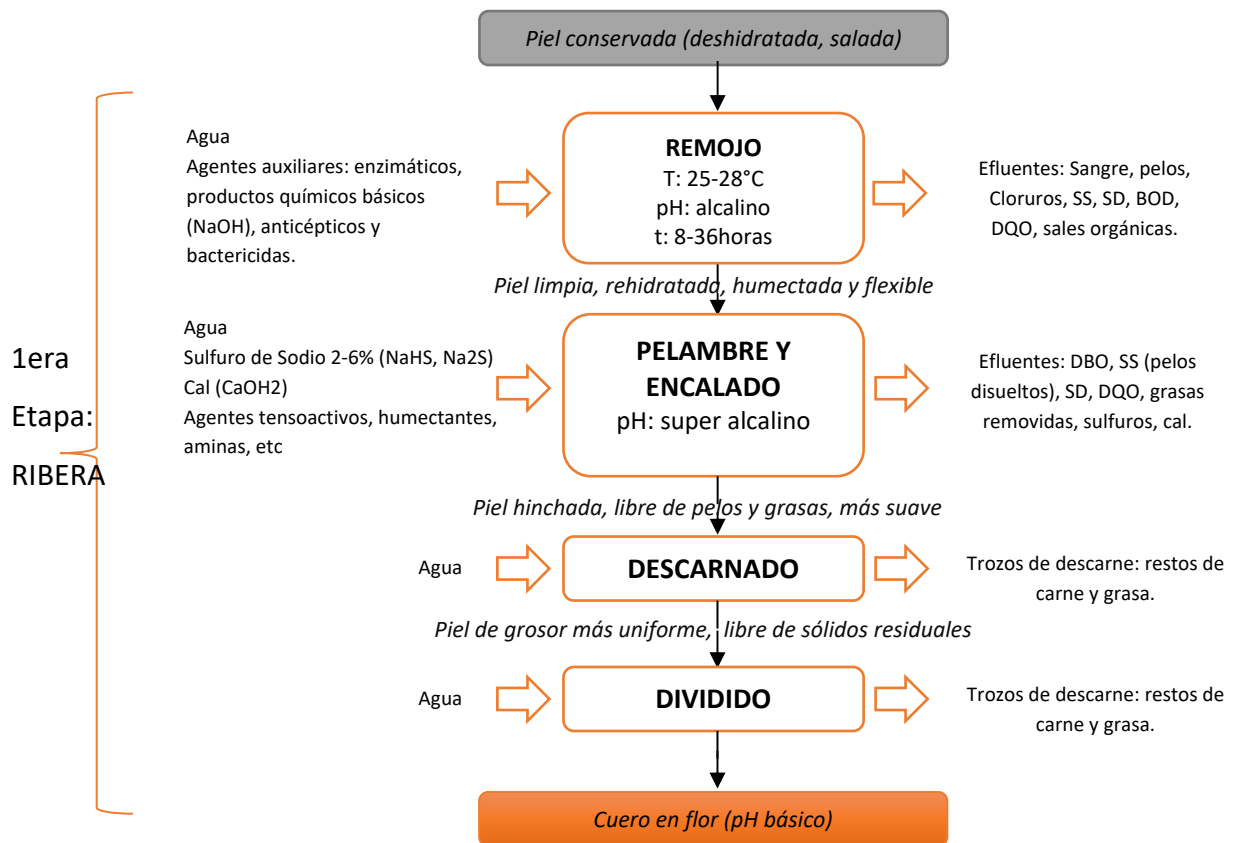 Piel conservada (deshidratada, salada)
Agua
Agentes auxiliares: enzimáticos,
productos químicos básicos
(NaOH), anticépticos y
bactericidas.
REMOJO
T: 25-28°C
pH: alcalino
t: 8-36horas
Efluentes: Sangre, pelos,
Cloruros, SS, SD, BOD,
DQO, sales orgánicas.
Piel limpia, rehidratada, humectada y flexible
1era
Etapa:
RIBERA
Agua
Sulfuro de Sodio 2-6% (NaHS, Na2S)
Cal (CaOH2)
Agentes tensoactivos, humectantes,
aminas, etc
PELAMBRE Y
ENCALADO
pH: super alcalino
Efluentes: DBO, SS (pelos
disueltos), SD, DQO, grasas
removidas, sulfuros, cal.
Piel hinchada, libre de pelos y grasas, más suave
Agua
DESCARNADO
Trozos de descarne: restos de
carne y grasa.
Piel de grosor más uniforme, libre de sólidos residuales
Agua
DIVIDIDO
Trozos de descarne: restos de
carne y grasa.
Cuero en flor (pH básico)